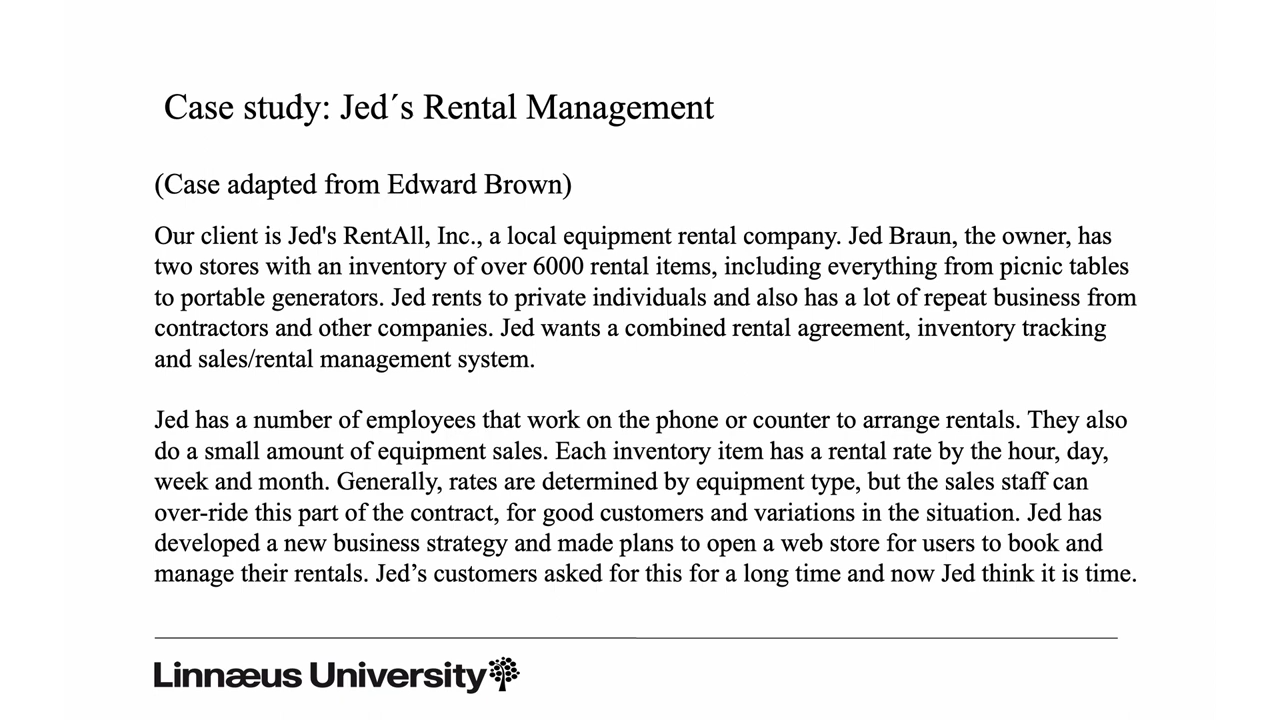 Case study: Jed´s Rental Management
(Case adapted from Edward Brown)
Our client is Jed's RentAll, Inc., a local equipment rental company. Jed Braun, the owner, has
two stores with an inventory of over 6000 rental items, including everything from picnic tables
to portable generators. Jed rents to private individuals and also has a lot of repeat business from
contractors and other companies. Jed wants a combined rental agreement, inventory tracking
and sales/rental management system.
Jed has a number of employees that work on the phone or counter to arrange rentals. They also
do a small amount of equipment sales. Each inventory item has a rental rate by the hour, day,
week and month. Generally, rates are determined by equipment type, but the sales staff can
over-ride this part of the contract, for good customers and variations in the situation. Jed has
developed a new business strategy and made plans to open a web store for users to book and
manage their rentals. Jed’s customers asked for this for a long time and now Jed think it is time.
Linnæus University